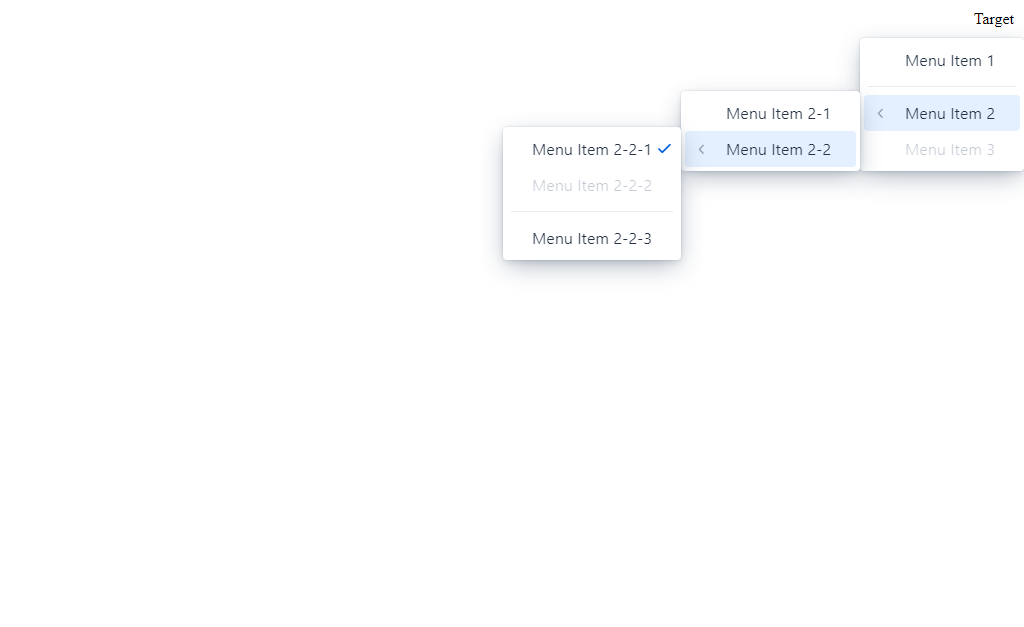 Target
Menu Item 1
Menu Item 2
Menu Item 3
Menu Item 2-1
Menu Item 2-2
Menu Item 2-2-1
Menu Item 2-2-2
Menu Item 2-2-3